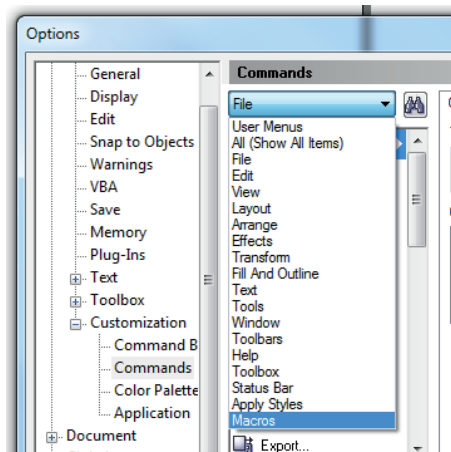 Options
General
Display
Edit
Snap to Objects
Warnings
VBA
Save
Memory
Plug-Ins
Text
Toolbox
Customization
Command B
Commands
Color Palette
Application
Document
Commands
File
User Menus
All (Show All Items)
File
Edit
View
Layout
Arrange
Effects
Transform
Fill And Outline
Text
Tools
Window
Toolbars
Help
Toolbox
Status Bar
Apply Styles
Macros
Export...